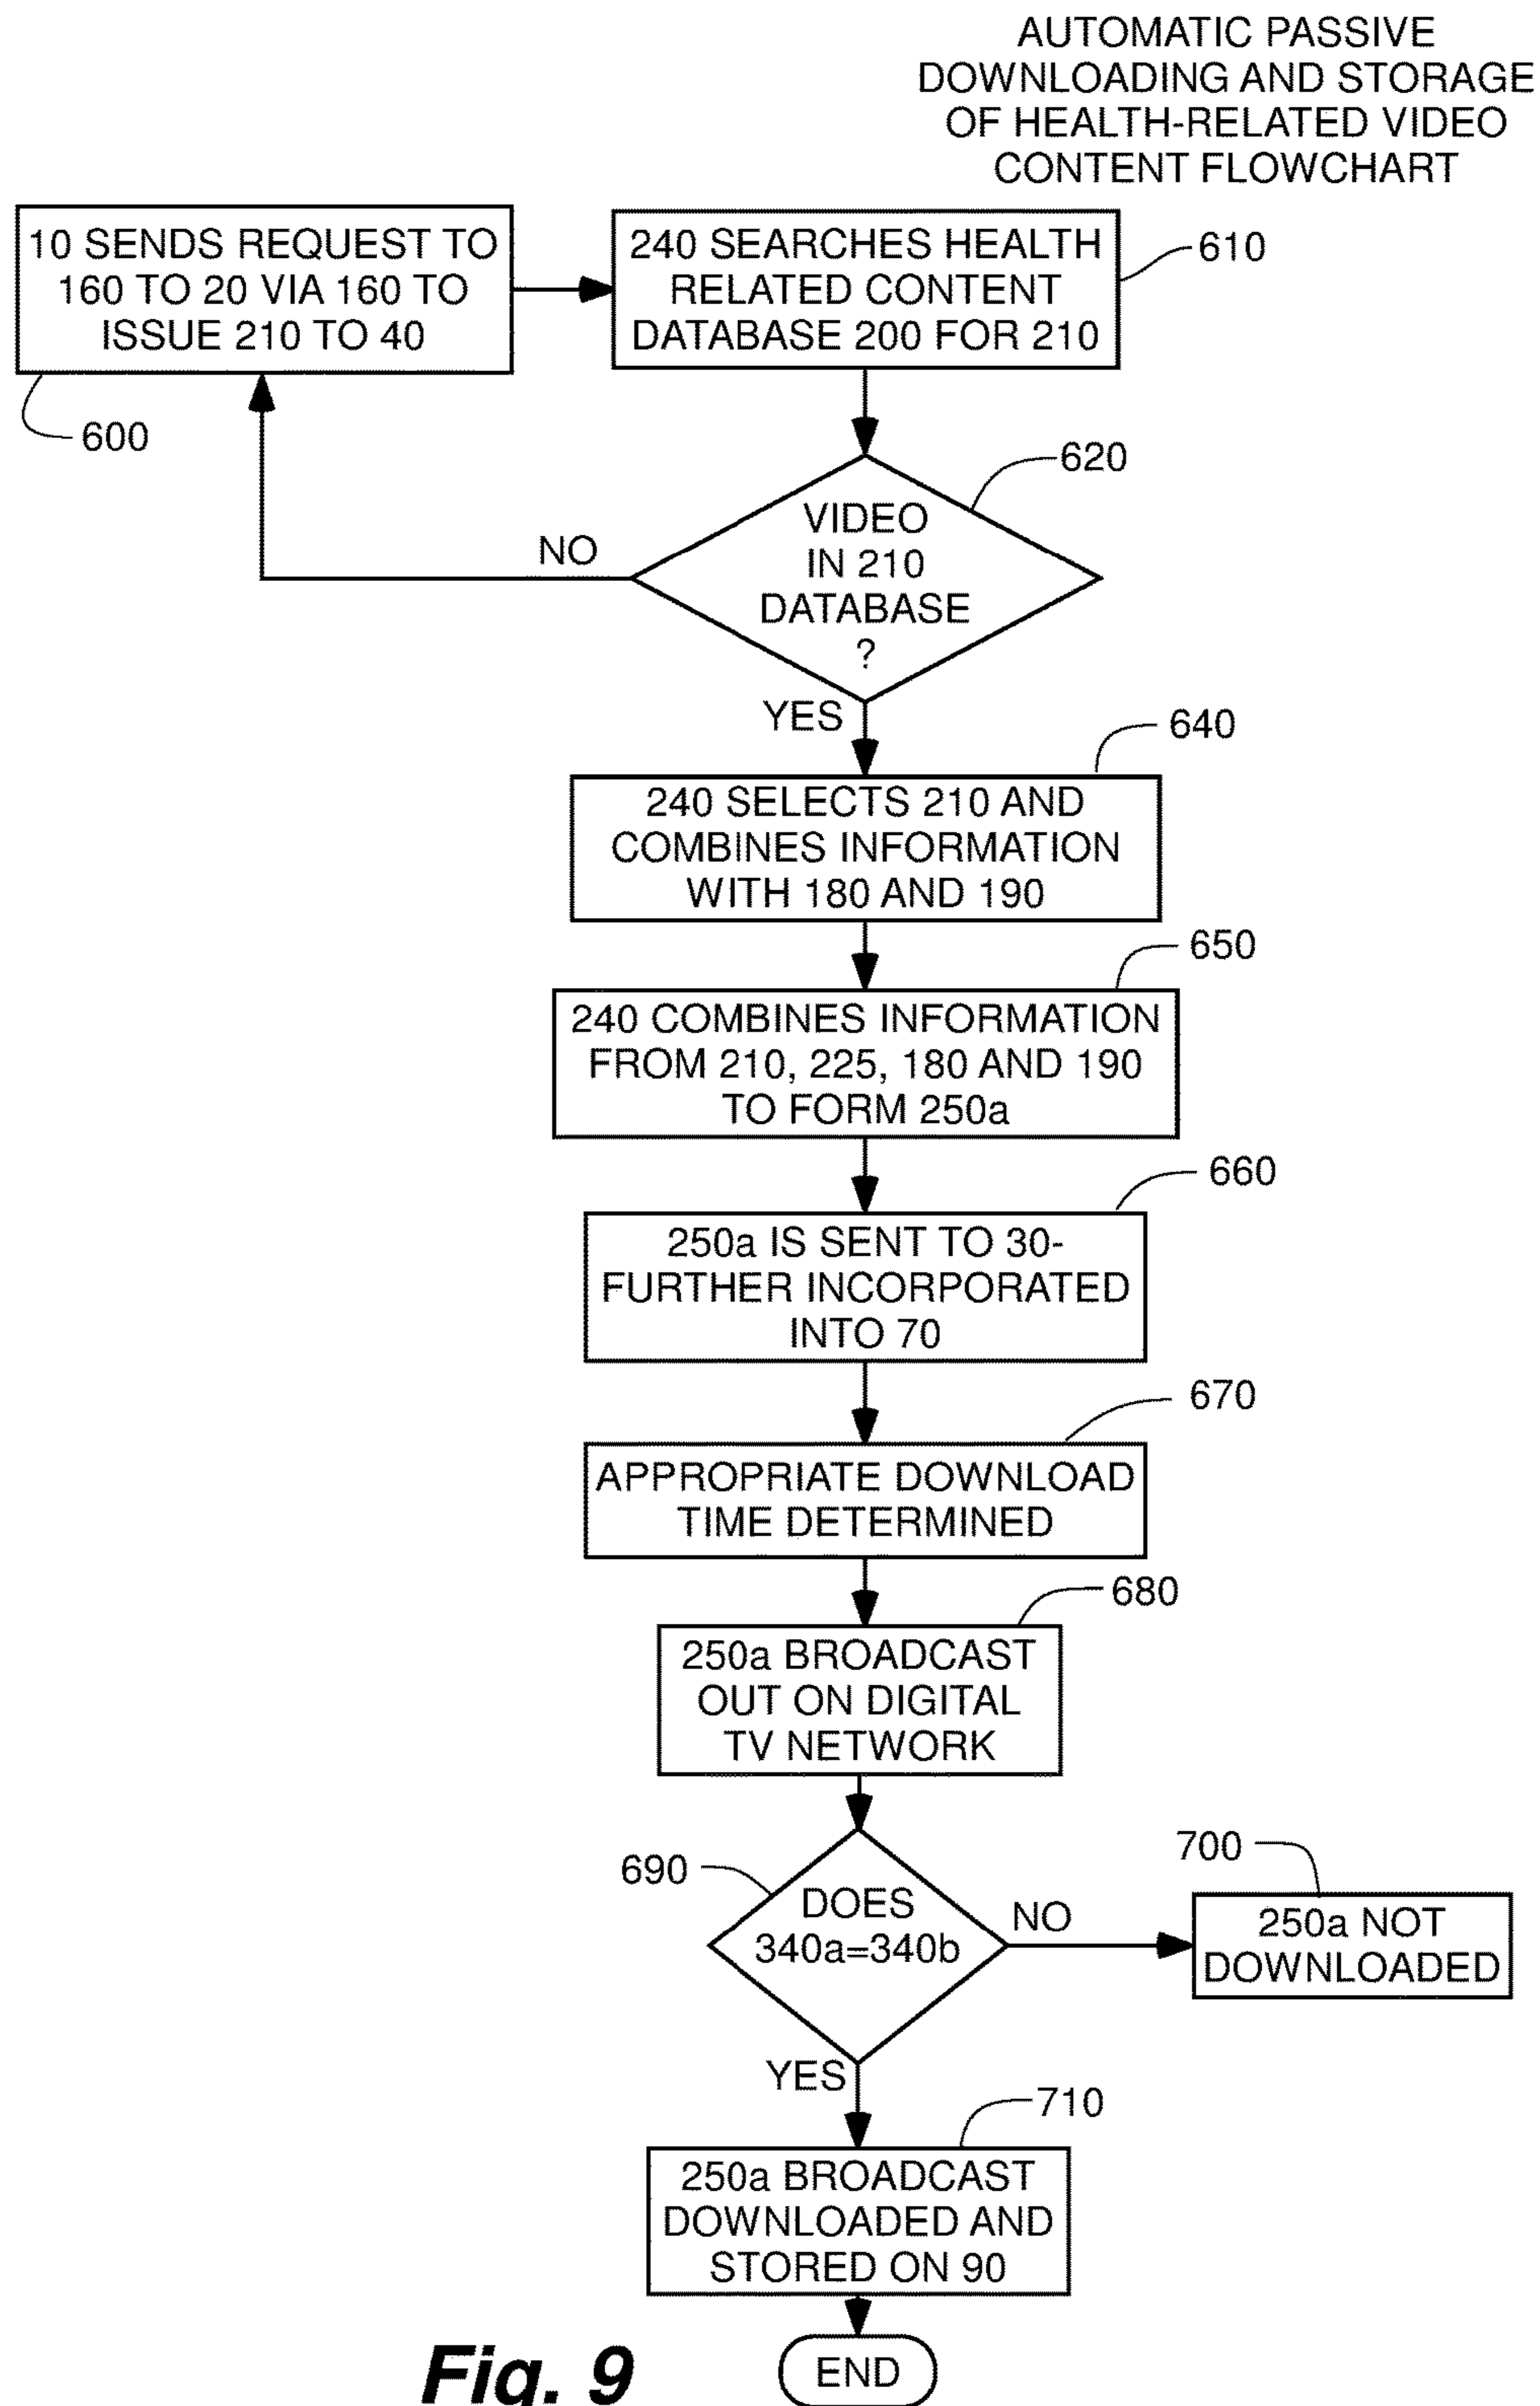 AUTOMATIC PASSIVE
DOWNLOADING AND STORAGE
OF HEALTH-RELATED VIDEO
CONTENT FLOWCHART
10 SENDS REQUEST TO
160 TO 20 VIA 160 TO
ISSUE 210 TO 40
600
240 SEARCHES HEALTH
RELATED CONTENT
DATABASE 200 FOR 210
610
620
VIDEO
IN 210
DATABASE
?
NO
YES
640
240 SELECTS 210 AND
COMBINES INFORMATION
WITH 180 AND 190
650
240 COMBINES INFORMATION
FROM 210, 225, 180 AND 190
TO FORM 250a
660
250a IS SENT TO 30-
FURTHER INCORPORATED
INTO 70
670
APPROPRIATE DOWNLOAD
TIME DETERMINED
680
250a BROADCAST
OUT ON DIGITAL
TV NETWORK
690
DOES
340a=340b
NO
700
250a NOT
DOWNLOADED
YES
710
250a BROADCAST
DOWNLOADED AND
STORED ON 90
END
Fig. 9